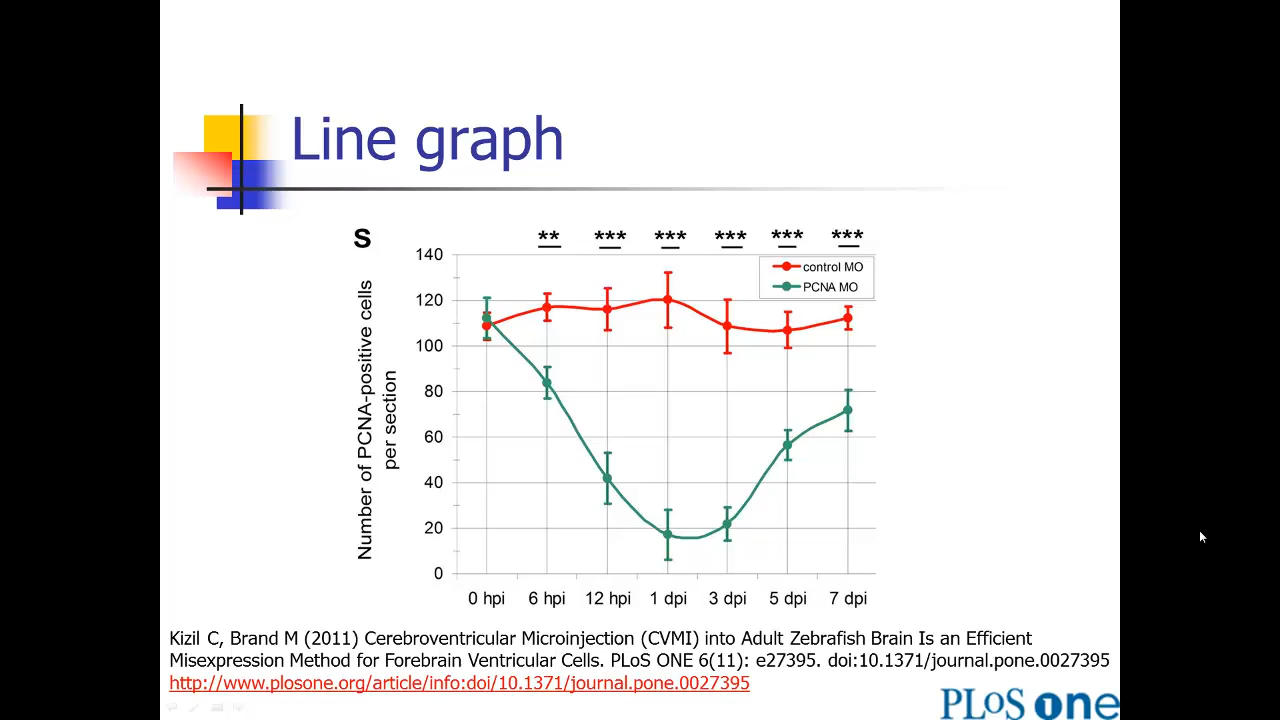 Line graph
S
** *** *** *** *** ***
140
control MO
PCNA MO
120
100
80
60
40
20
0
Number of PCNA-positive cells
per section
0 hpi 6 hpi 12 hpi 1 dpi 3 dpi 5 dpi 7 dpi
Kizil C, Brand M (2011) Cerebroventricular Microinjection (CVMI) into Adult Zebrafish Brain Is an Efficient
Misexpression Method for Forebrain Ventricular Cells. PLoS ONE 6(11): e27395. doi:10.1371/journal.pone.0027395
http://www.plosone.org/article/info:doi/10.1371/journal.pone.0027395
PLoS one